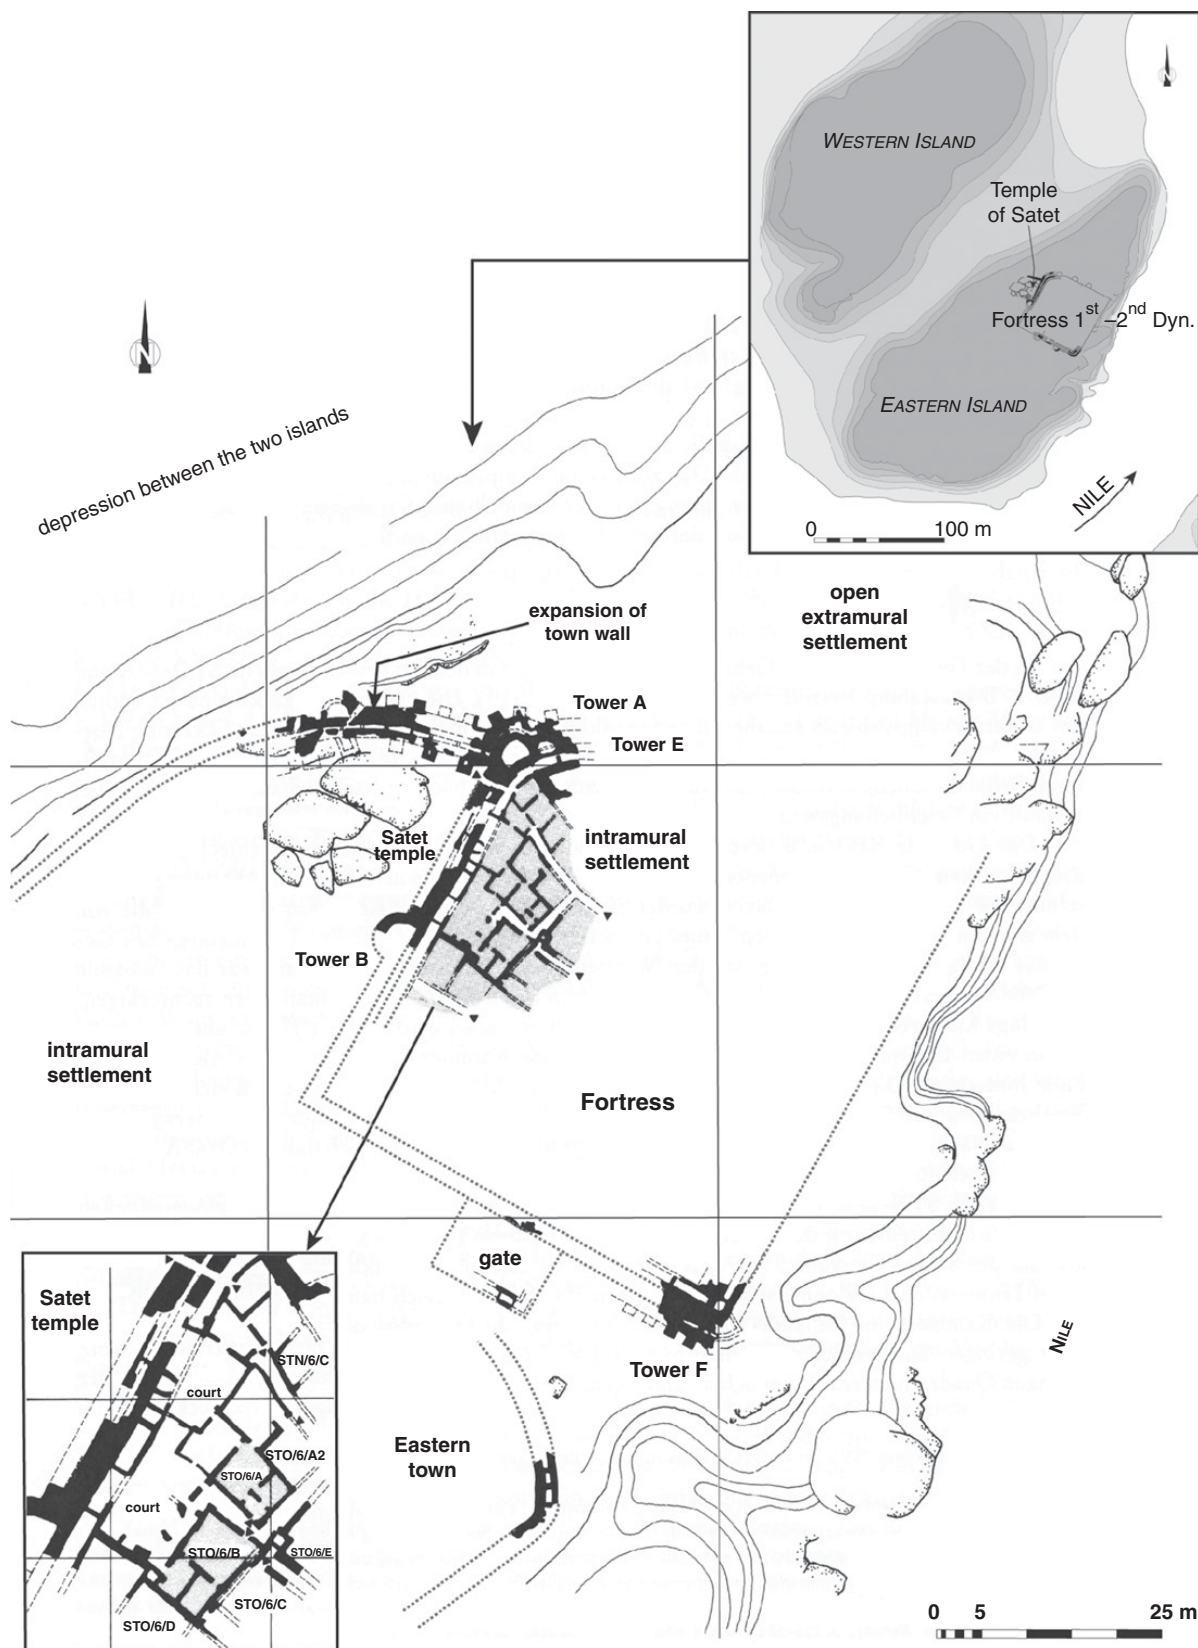 N
WESTERN ISLAND
Temple
of Satet
Fortress 1st –2nd Dyn.
EASTERN ISLAND
NILE
0 100 m
N
depression between the two islands
expansion of
town wall
open
extramural
settlement
Tower A
Tower E
Satet
temple
intramural
settlement
Tower B
intramural
settlement
Fortress
gate
Tower F
NILE
Eastern
town
Satet
temple
STN/6/C
court
STO/6/A2
STO/6/A
court
STO/6/B
STO/6/E
STO/6/C
STO/6/D
0 5 25 m